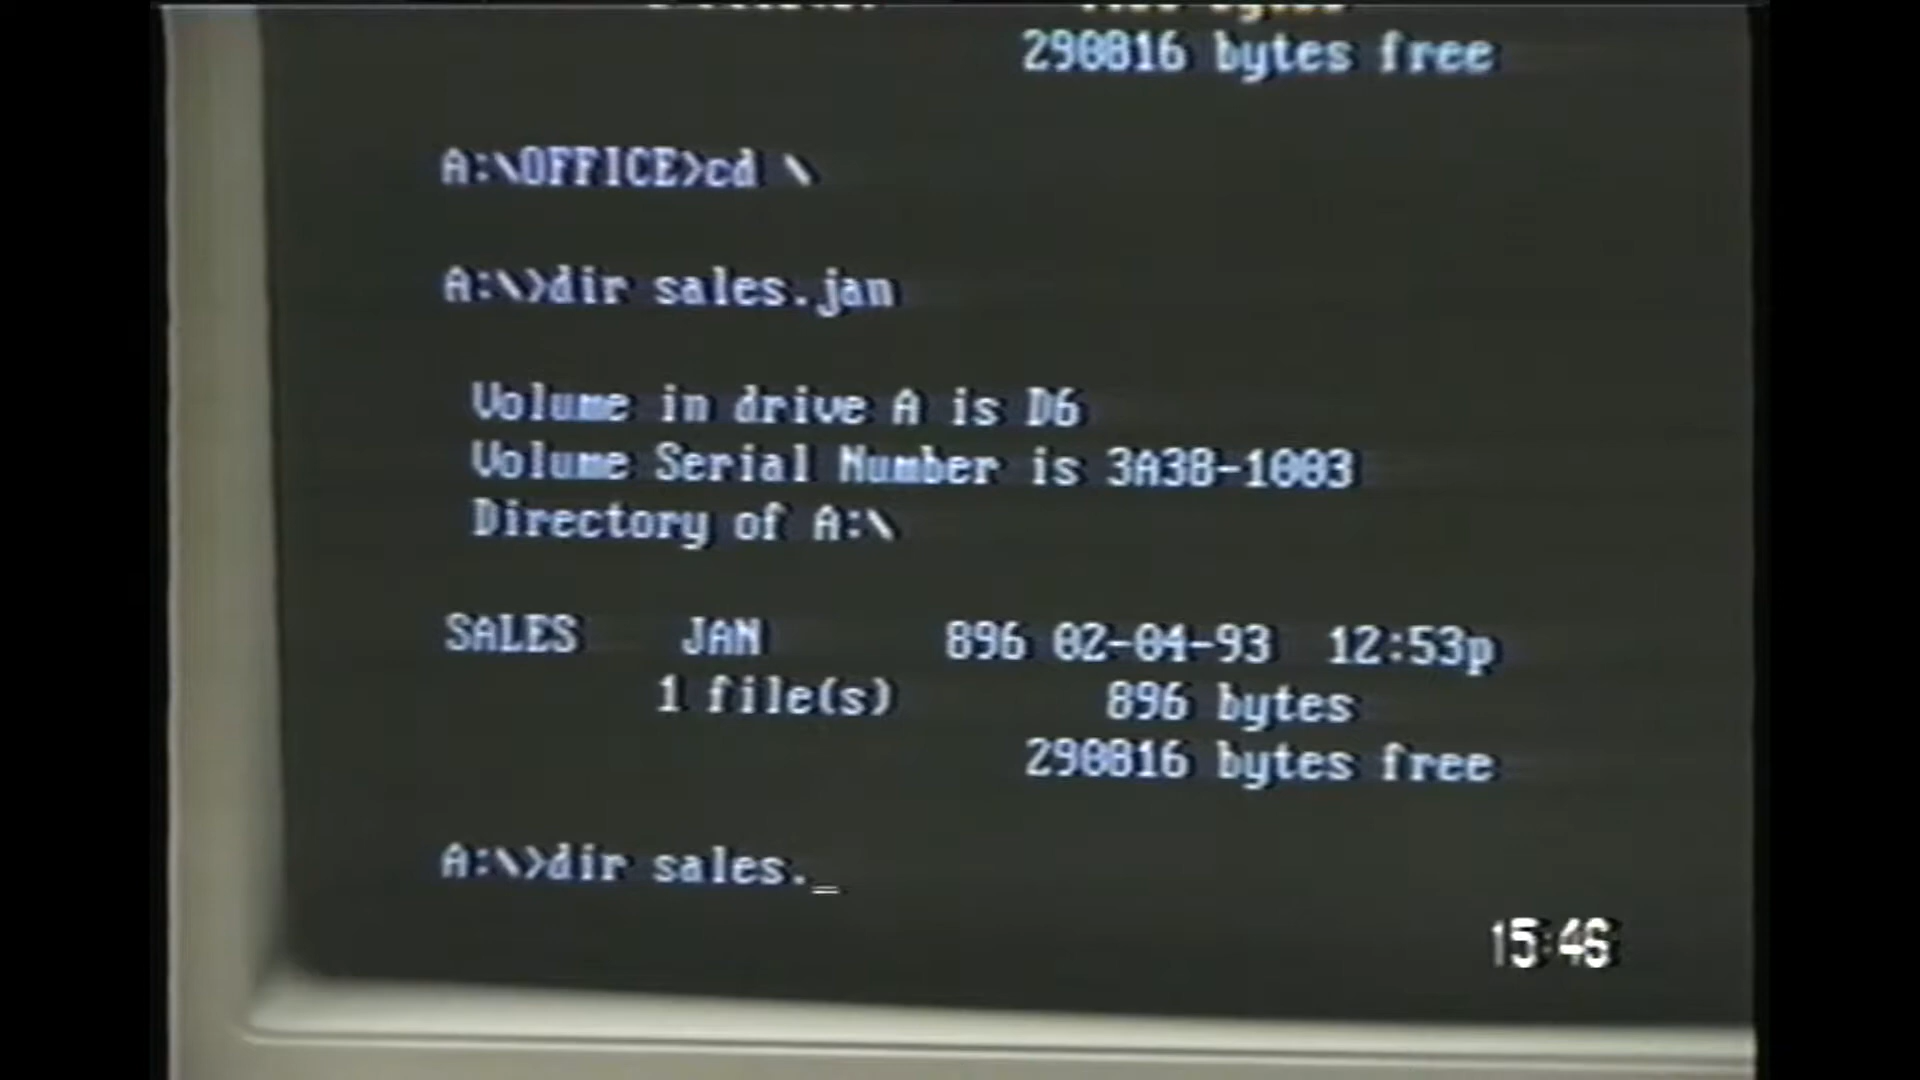 290816 bytes free
A:\OFFICE>cd \
A:\>dir sales.jan
Volume in drive A is D6
Volume Serial Number is 3A38-1003
Directory of A:\
SALES JAN 896 02-04-93 12:53p
1 file(s) 896 bytes
290816 bytes free
A:\>dir sales._
15:46